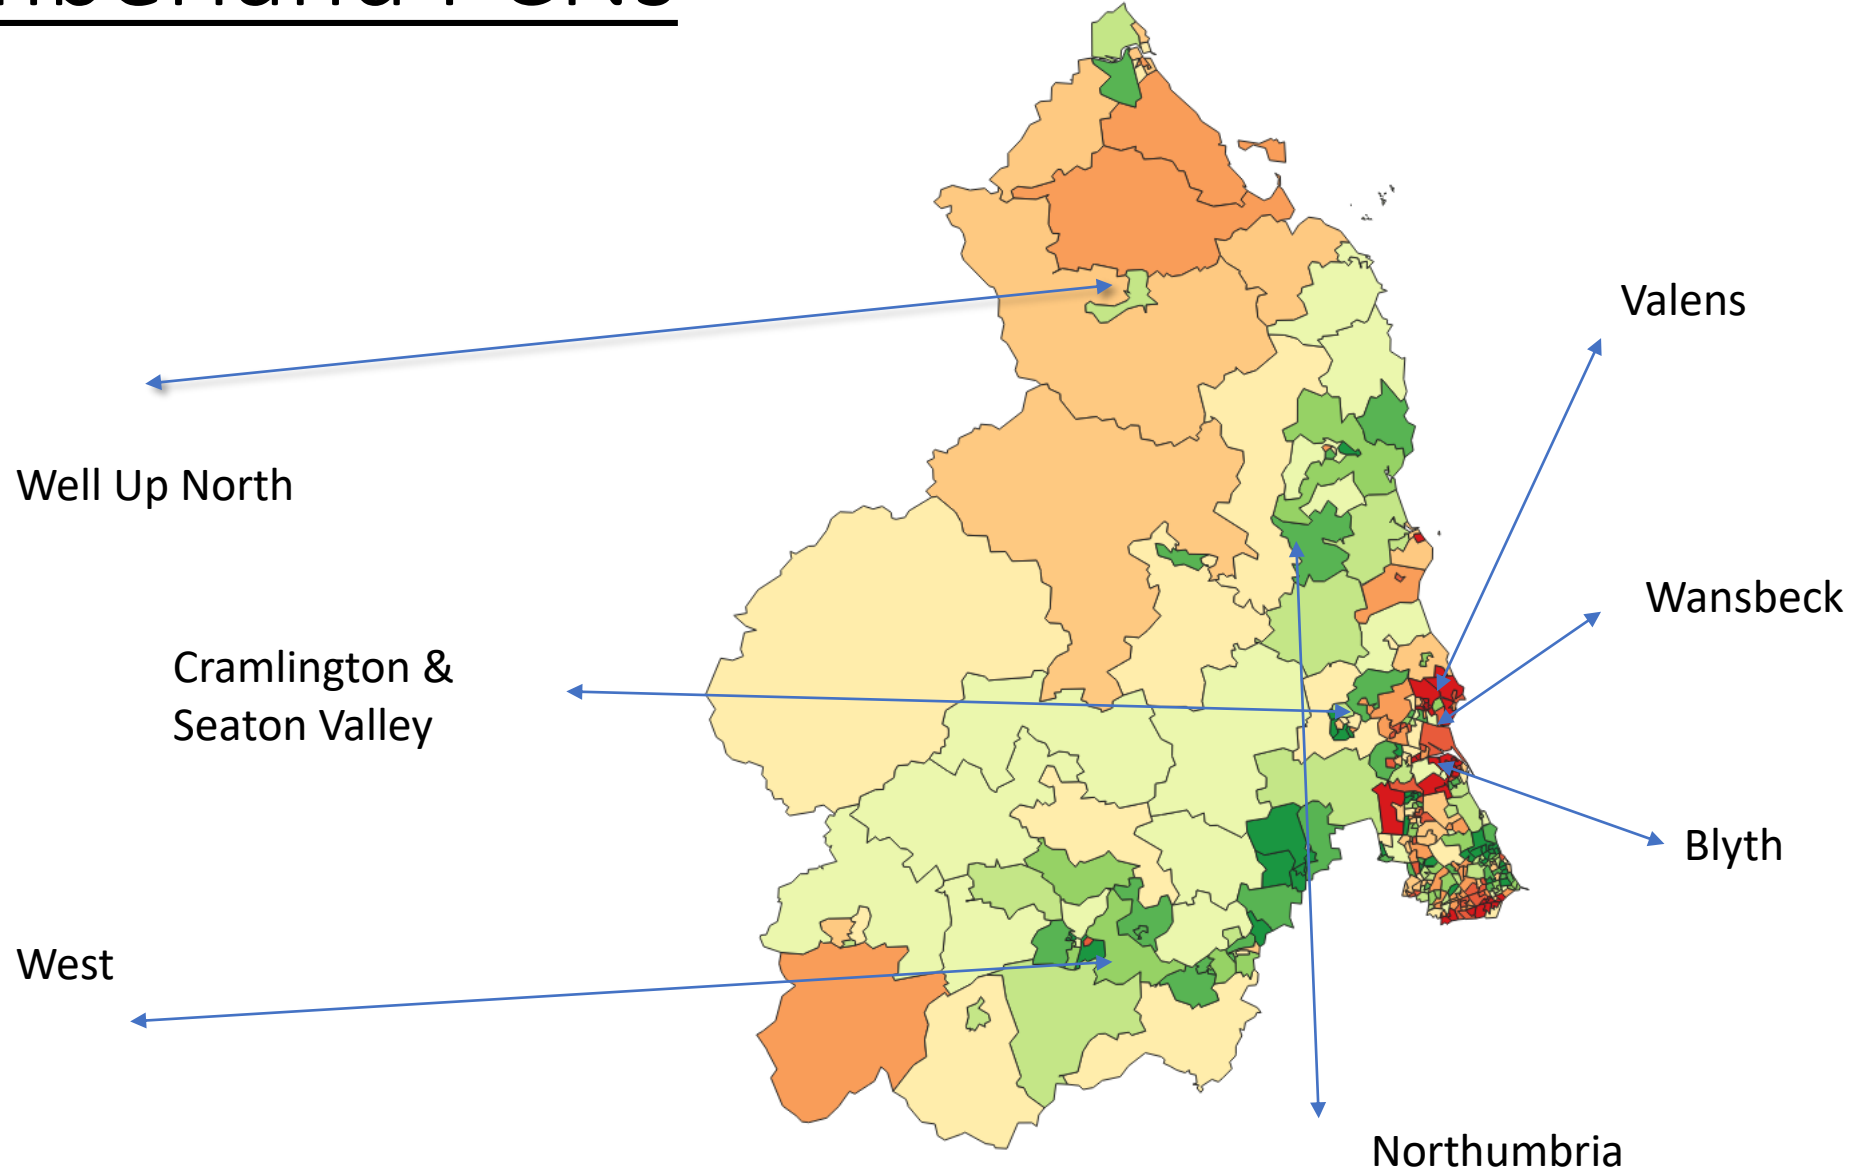 Valens
Well Up North
Wansbeck
Cramlington &
Seaton Valley
Blyth
West
Northumbria